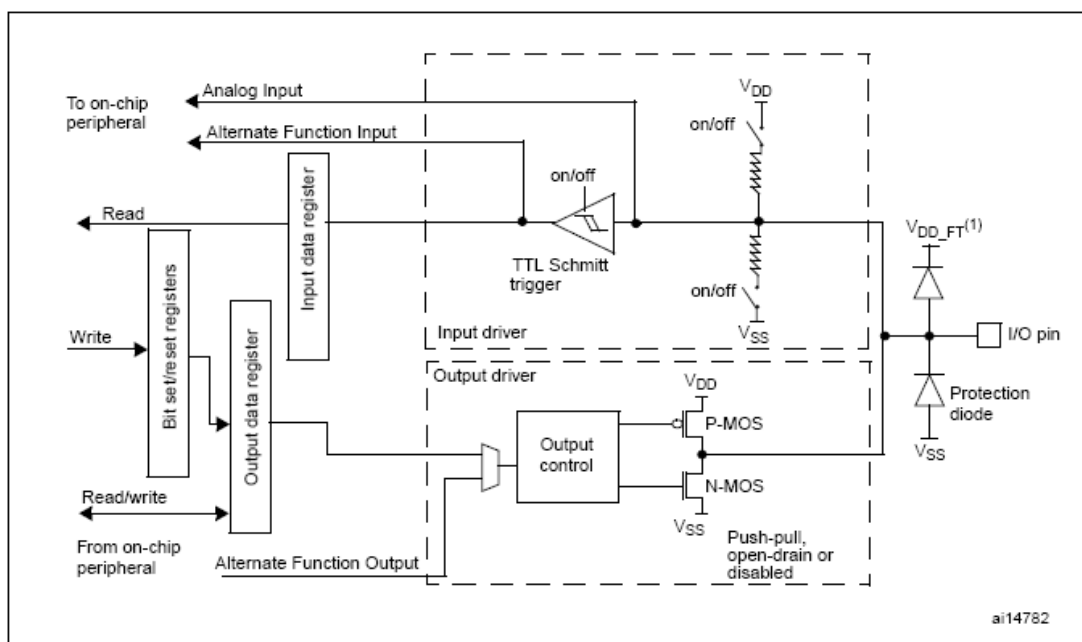 To on-chip
peripheral
Analog Input
Alternate Function Input
Read
Input data register
Write
Bit set/reset registers
Output data register
Read/write
From on-chip
peripheral
Alternate Function Output
on/off
TTL Schmitt
trigger
Input driver
VDD
on/off
on/off
VSS
Output driver
Output
control
VDD
P-MOS
N-MOS
VSS
Push-pull,
open-drain or
disabled
VDD_FT(1)
I/O pin
Protection
diode
VSS
ai14782